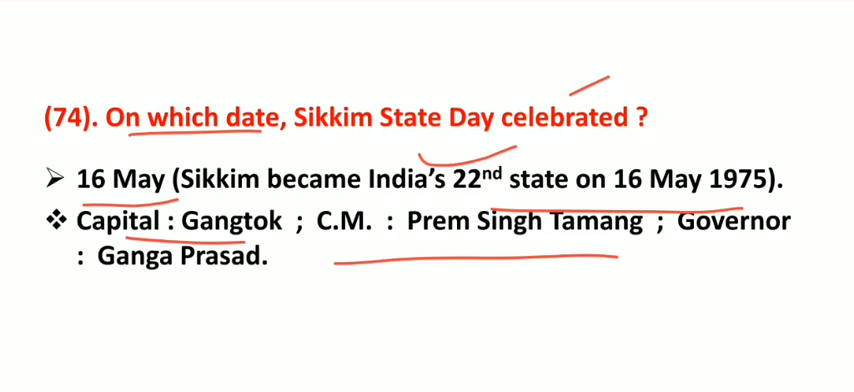 (74). On which date, Sikkim State Day celebrated ?
➢ 16 May (Sikkim became India’s 22nd state on 16 May 1975).
❖ Capital : Gangtok ; C.M. : Prem Singh Tamang ; Governor
: Ganga Prasad.